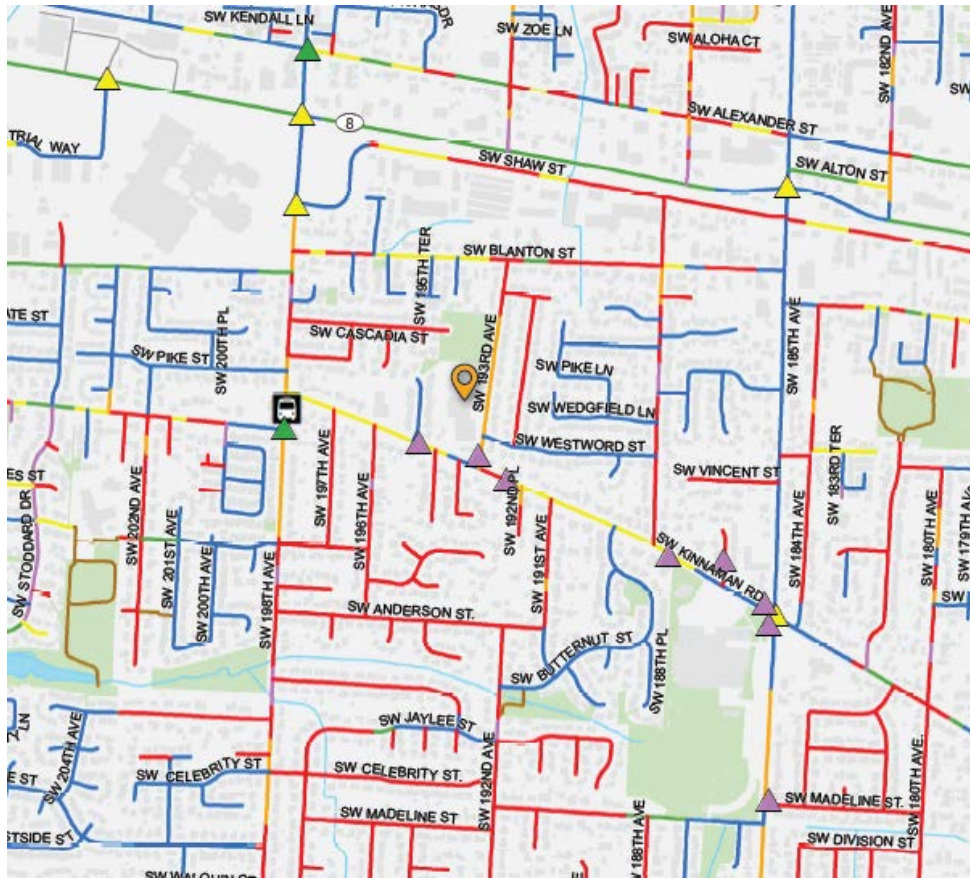 SW KENDALL LN
SW ZOE LN
SW ALOHA CT
SW 182ND AVE
SW
8
SW ALEXANDER ST
TRIAL WAY
SW SHAW ST
SW ALTON ST
SW 195TH TER
SW BLANTON ST
ATE ST
SW 200TH PL
SW CASCADIA ST
SW 193RD AVE
SW 185TH AVE
SW PIKE ST
SW PIKE LN
SW WEDGFIELD LN
SW WESTWORD ST
SW 197TH AVE
SW 183RD TER
ES ST
SW VINCENT ST
SW STODDARD DR
SW 202ND AVE
SW 201ST AVE
SW 200TH AVE
SW 198TH AVE
SW 196TH AVE
SW 192ND PL
SW 191ST AVE
SW KINNAMAN RD
SW 184TH AVE
SW 180TH AVE
SW 179TH AVE
SW ANDERSON ST.
SW BUTTERNUT ST
SW 188TH PL
LN
SW 204TH AVE
SW JAYLEE ST
SW CELEBRITY ST
SW CELEBRITY ST.
SW 192ND AVE
SW 180TH AVE.
E ST
SW MADELINE ST
SW MADELINE ST.
STSIDE ST
SW 188TH AVE
SW DIVISION ST
SW WALQUIN CT